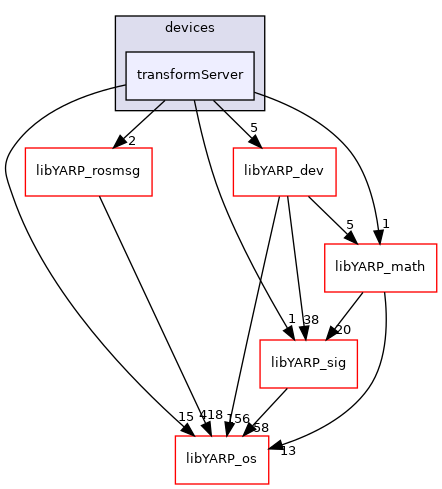 devices
transformServer
5
2
libYARP_rosmsg
libYARP_dev
5
1
libYARP_math
1
38
20
libYARP_sig
15
418
156
58
13
libYARP_os